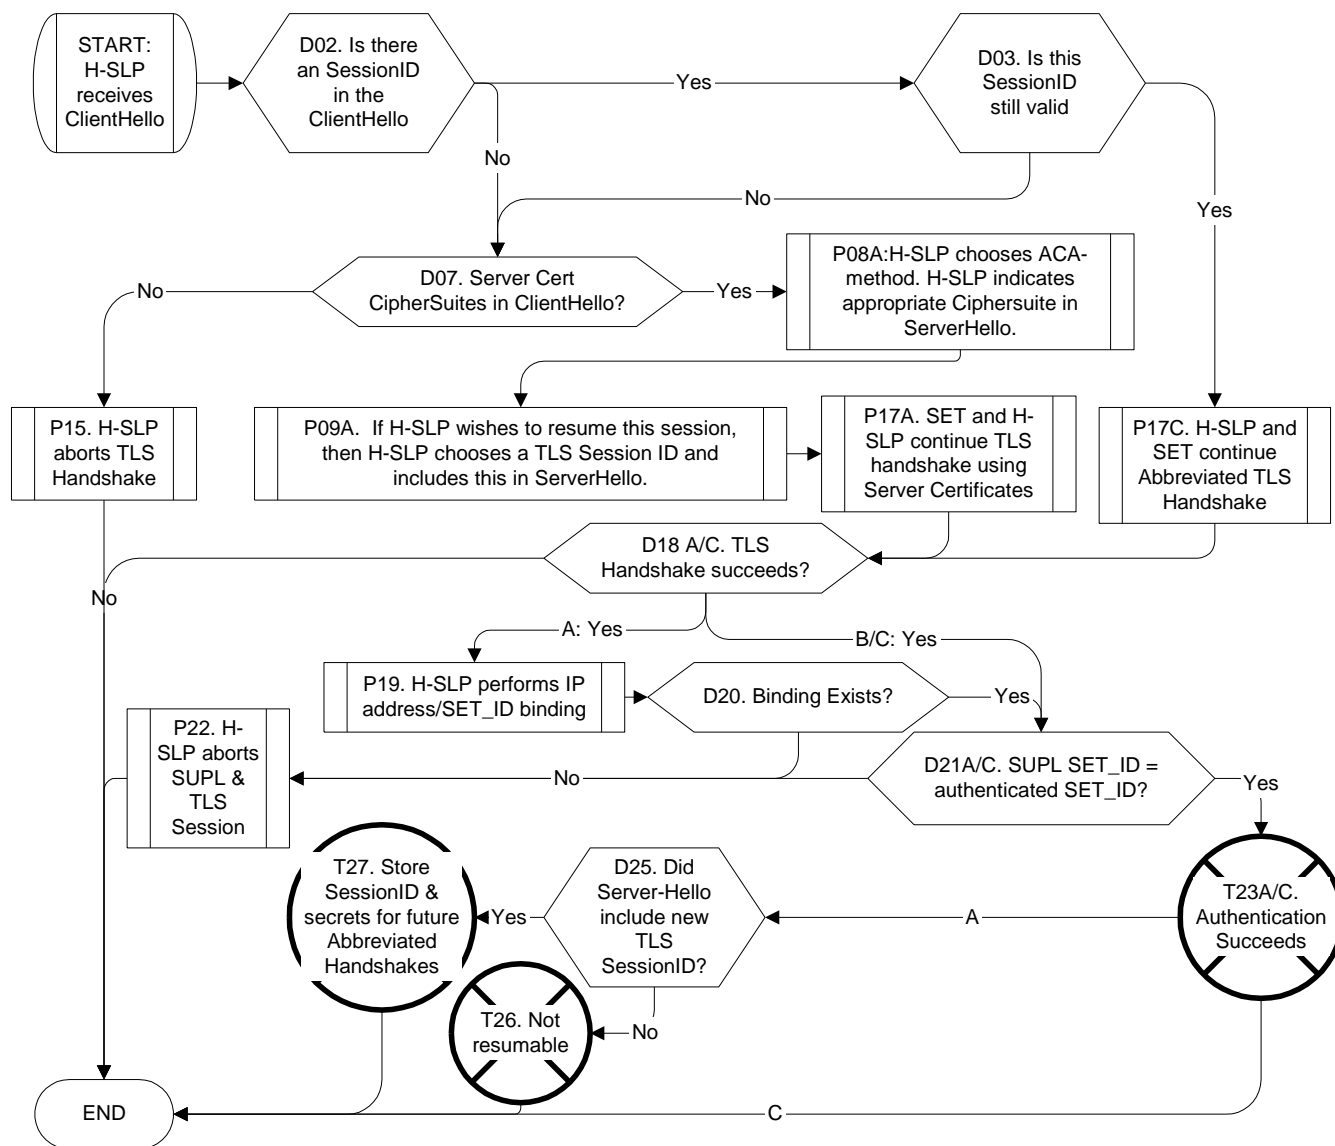 START:
H-SLP
receives
ClientHello
D02. Is there
an SessionID
in the
ClientHello
Yes
D03. Is this
SessionID
still valid
No
No
Yes
D07. Server Cert
CipherSuites in ClientHello?
No
Yes
P08A:H-SLP chooses ACA-
method. H-SLP indicates
appropriate Ciphersuite in
ServerHello.
P15. H-SLP
aborts TLS
Handshake
P09A.  If H-SLP wishes to resume this session,
then H-SLP chooses a TLS Session ID and
includes this in ServerHello.
P17A. SET and H-
SLP continue TLS
handshake using
Server Certificates
P17C. H-SLP and
SET continue
Abbreviated TLS
Handshake
D18 A/C. TLS
Handshake succeeds?
No
A: Yes
B/C: Yes
P19. H-SLP performs IP
address/SET_ID binding
D20. Binding Exists?
Yes
P22. H-
SLP aborts
SUPL &
TLS
Session
No
D21A/C. SUPL SET_ID =
authenticated SET_ID?
Yes
T27. Store
SessionID &
secrets for future
Abbreviated
Handshakes
Yes
D25. Did
Server-Hello
include new
TLS
SessionID?
A
T23A/C.
Authentication
Succeeds
T26. Not
resumable
No
END
C